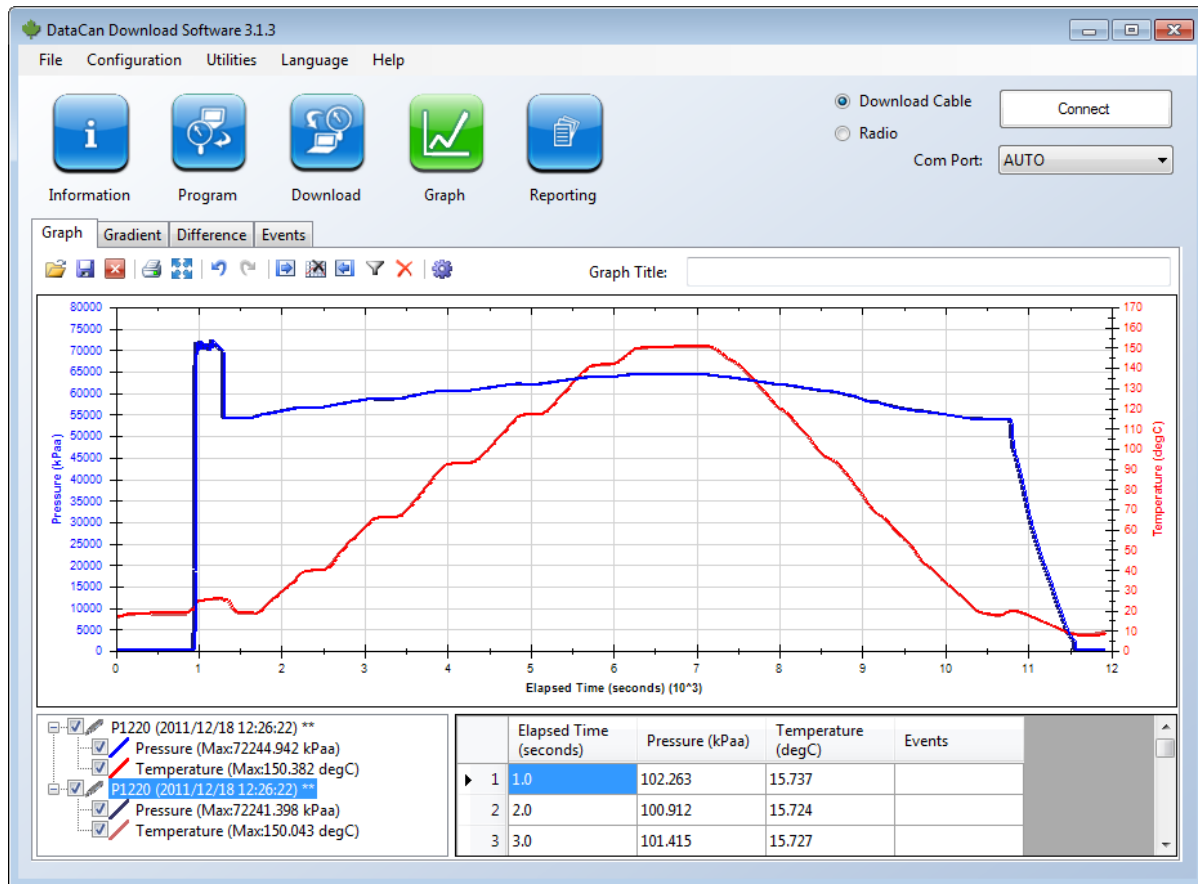 DataCan Download Software 3.1.3
File Configuration Utilities Language Help
Download Cable
Connect
Radio
Com Port: AUTO
Information Program Download Graph Reporting
Graph Gradient Difference Events
Graph Title:
80000
75000
70000
65000
60000
55000
50000
45000
40000
35000
30000
25000
20000
15000
10000
5000
0
Pressure (kPaa)
170
160
150
140
130
120
110
100
90
80
70
60
50
40
30
20
10
0
Temperature (degC)
0 1 2 3 4 5 6 7 8 9 10 11 12
Elapsed Time (seconds) (10^3)
P1220 (2011/12/18 12:26:22) **
Pressure (Max:72244.942 kPaa)
Temperature (Max:150.382 degC)
P1220 (2011/12/18 12:26:22) **
Pressure (Max:72241.398 kPaa)
Temperature (Max:150.043 degC)
Elapsed Time (seconds) Pressure (kPaa) Temperature (degC) Events
1 1.0 102.263 15.737
2 2.0 100.912 15.724
3 3.0 101.415 15.727